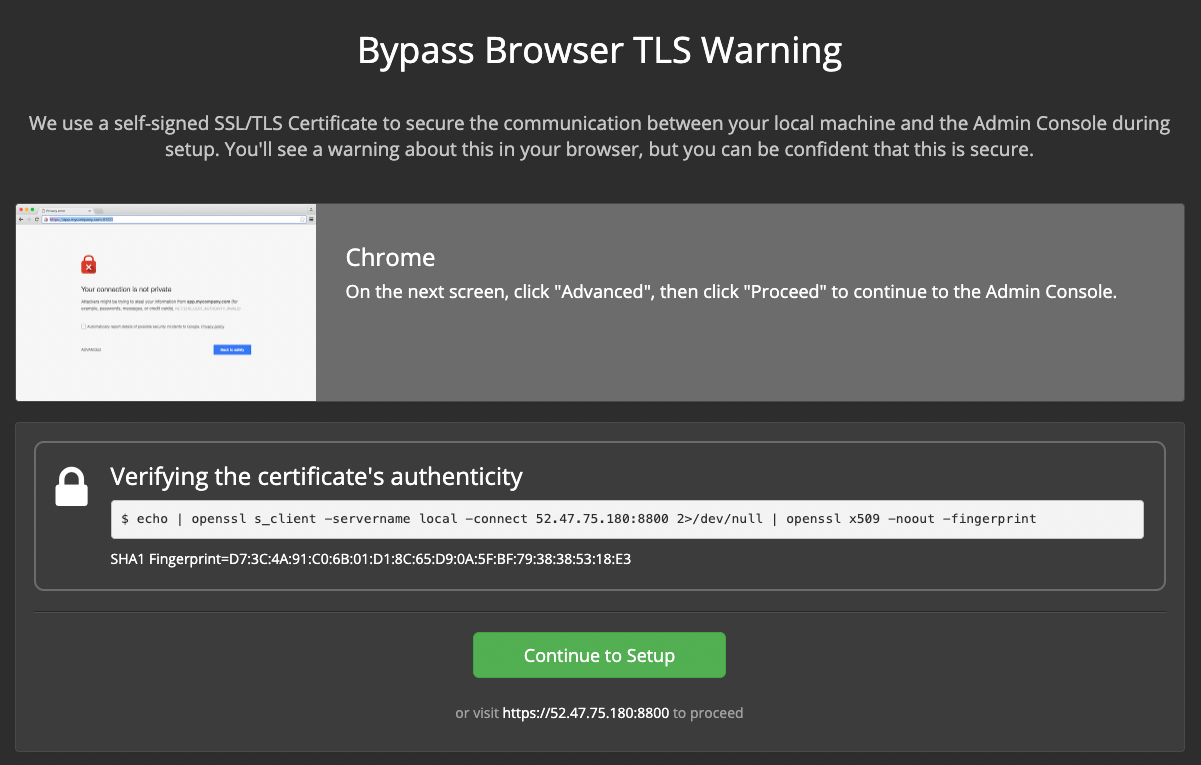 Bypass Browser TLS Warning
We use a self-signed SSL/TLS Certificate to secure the communication between your local machine and the Admin Console during
setup. You'll see a warning about this in your browser, but you can be confident that this is secure.
Your connection is not private
Attackers might be trying to steal your information from app.mycompany.com (for
example, passwords, messages, or credit cards). NET::ERR_CERT_AUTHORITY_INVALID
Automatically report details of possible security incidents to Google. Privacy policy
ADVANCED
Back to safety
Chrome
On the next screen, click "Advanced", then click "Proceed" to continue to the Admin Console.
Verifying the certificate's authenticity
$ echo | openssl s_client −servername local −connect 52.47.75.180:8800 2>/dev/null | openssl x509 −noout −fingerprint
SHA1 Fingerprint=D7:3C:4A:91:C0:6B:01:D1:8C:65:D9:0A:5F:BF:79:38:38:53:18:E3
Continue to Setup
or visit https://52.47.75.180:8800 to proceed